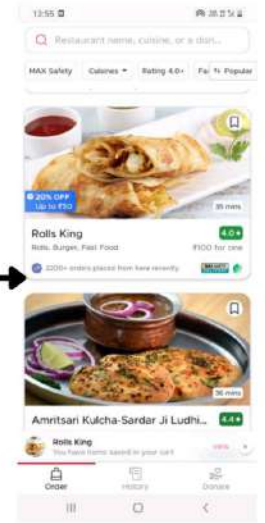 13:55
Restaurant name, cuisine, or a dish...
MAX Safety Cuisines Rating 4.0+ Popular
20% OFF
Up to ₹50
35 mins
Rolls King
4.0★
Rolls, Burger, Fast Food
₹100 for one
2200+ orders placed from here recently
36 mins
Amritsari Kulcha-Sardar Ji Ludhi...
4.4★
Rolls King
You have items saved in your cart
Order History Donate